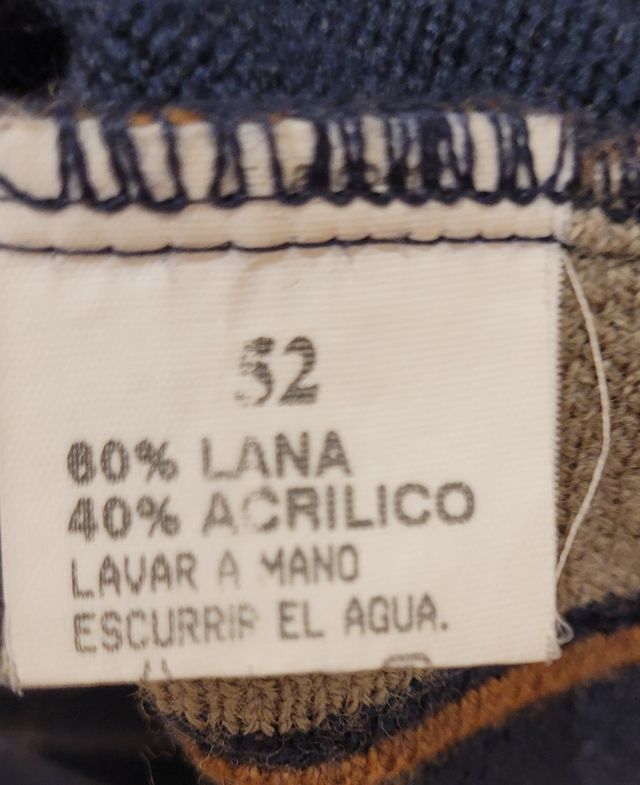 52
60% LANA
40% ACRILICO
LAVAR A MANO
ESCURRIR EL AGUA.